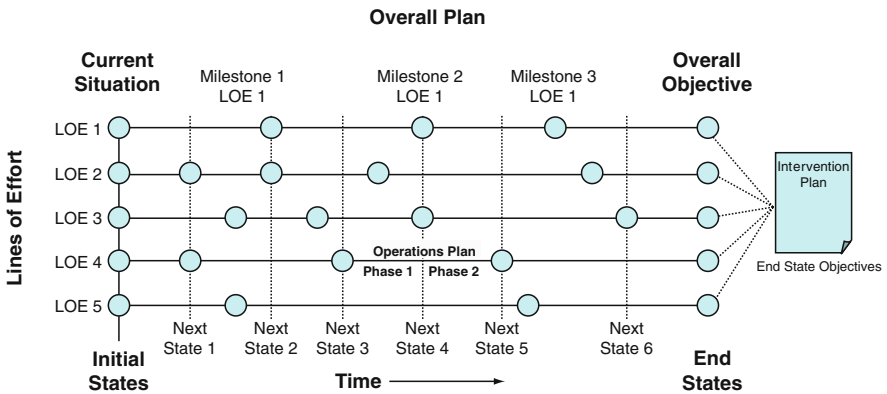 Overall Plan
Current
Situation
Milestone 1
LOE 1
Milestone 2
LOE 1
Milestone 3
LOE 1
Overall
Objective
Lines of Effort
LOE 1
LOE 2
LOE 3
LOE 4
LOE 5
Operations Plan
Phase 1
Phase 2
Intervention
Plan
End State Objectives
Next
State 1
Next
State 2
Next
State 3
Next
State 4
Next
State 5
Next
State 6
Initial
States
Time
End
States